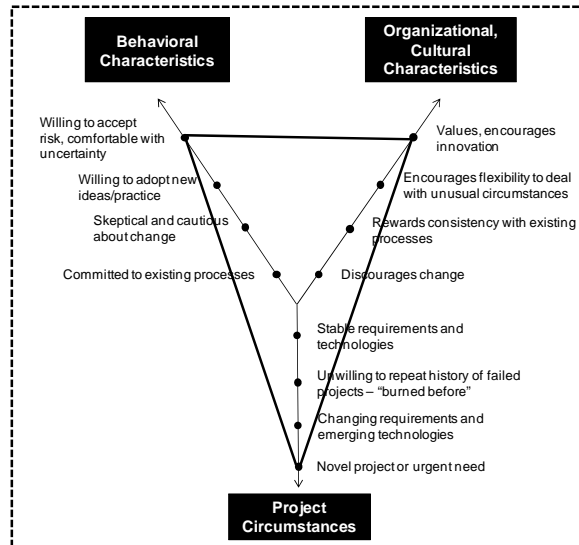 Behavioral
Characteristics
Organizational,
Cultural
Characteristics
Willing to accept
risk, comfortable with
uncertainty
Values, encourages
innovation
Willing to adopt new
ideas/practice
Encourages flexibility to deal
with unusual circumstances
Skeptical and cautious
about change
Rewards consistency with existing
processes
Committed to existing processes
Discourages change
Stable requirements and
technologies
Unwilling to repeat history of failed
projects – “burned before”
Changing requirements and
emerging technologies
Novel project or urgent need
Project
Circumstances